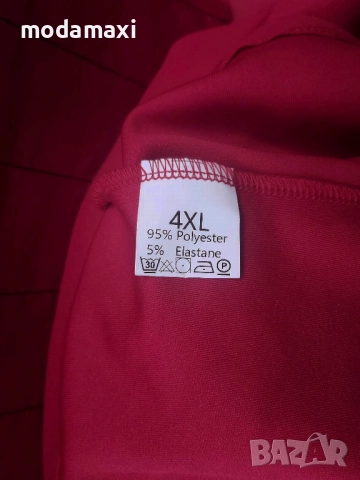 modamaxi
4XL
95% Polyester
5% Elastane
30
P
BAZAR